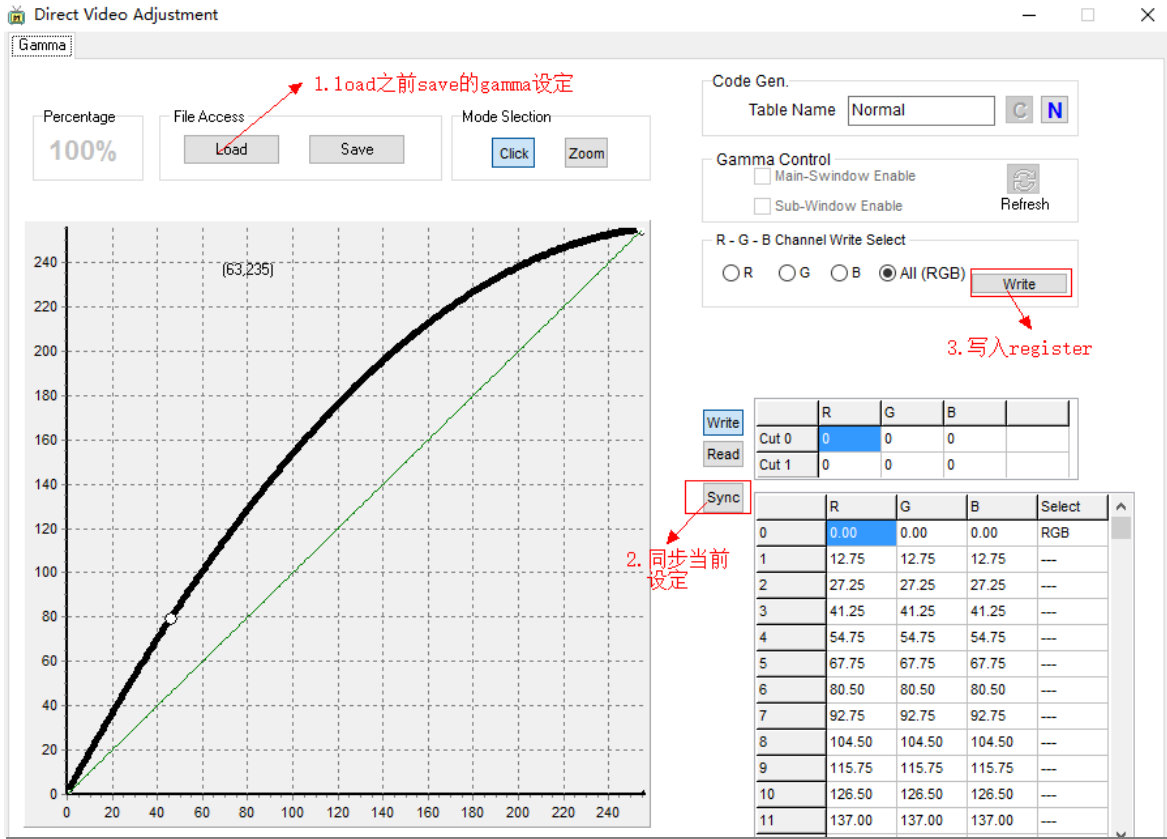 Direct Video Adjustment
Gamma
1.load之前save的gamma设定
Percentage
100%
File Access
Load
Save
Mode Slection
Click
Zoom
Code Gen.
Table Name
Normal
C
N
Gamma Control
Main-Swindow Enable
Sub-Window Enable
Refresh
R - G - B Channel Write Select
R
G
B
All (RGB)
Write
3.写入register
(63,235)
240
220
200
180
160
140
120
100
80
60
40
20
0
0 20 40 60 80 100 120 140 160 180 200 220 240
Write
Read
Sync
2.同步当前
设定
R G B
Cut 0 0 0 0
Cut 1 0 0 0
R G B Select
0 0.00 0.00 0.00 RGB
1 12.75 12.75 12.75 ---
2 27.25 27.25 27.25 ---
3 41.25 41.25 41.25 ---
4 54.75 54.75 54.75 ---
5 67.75 67.75 67.75 ---
6 80.50 80.50 80.50 ---
7 92.75 92.75 92.75 ---
8 104.50 104.50 104.50 ---
9 115.75 115.75 115.75 ---
10 126.50 126.50 126.50 ---
11 137.00 137.00 137.00 ---